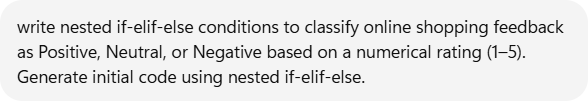 write nested if-elif-else conditions to classify online shopping feedback
as Positive, Neutral, or Negative based on a numerical rating (1–5).
Generate initial code using nested if-elif-else.